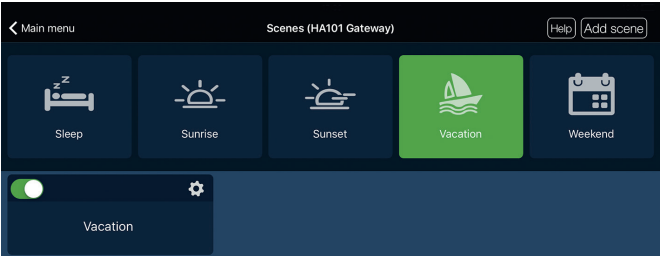 Main menu
Scenes (HA101 Gateway)
Help
Add scene
z z
Sleep
Sunrise
Sunset
Vacation
Weekend
Vacation